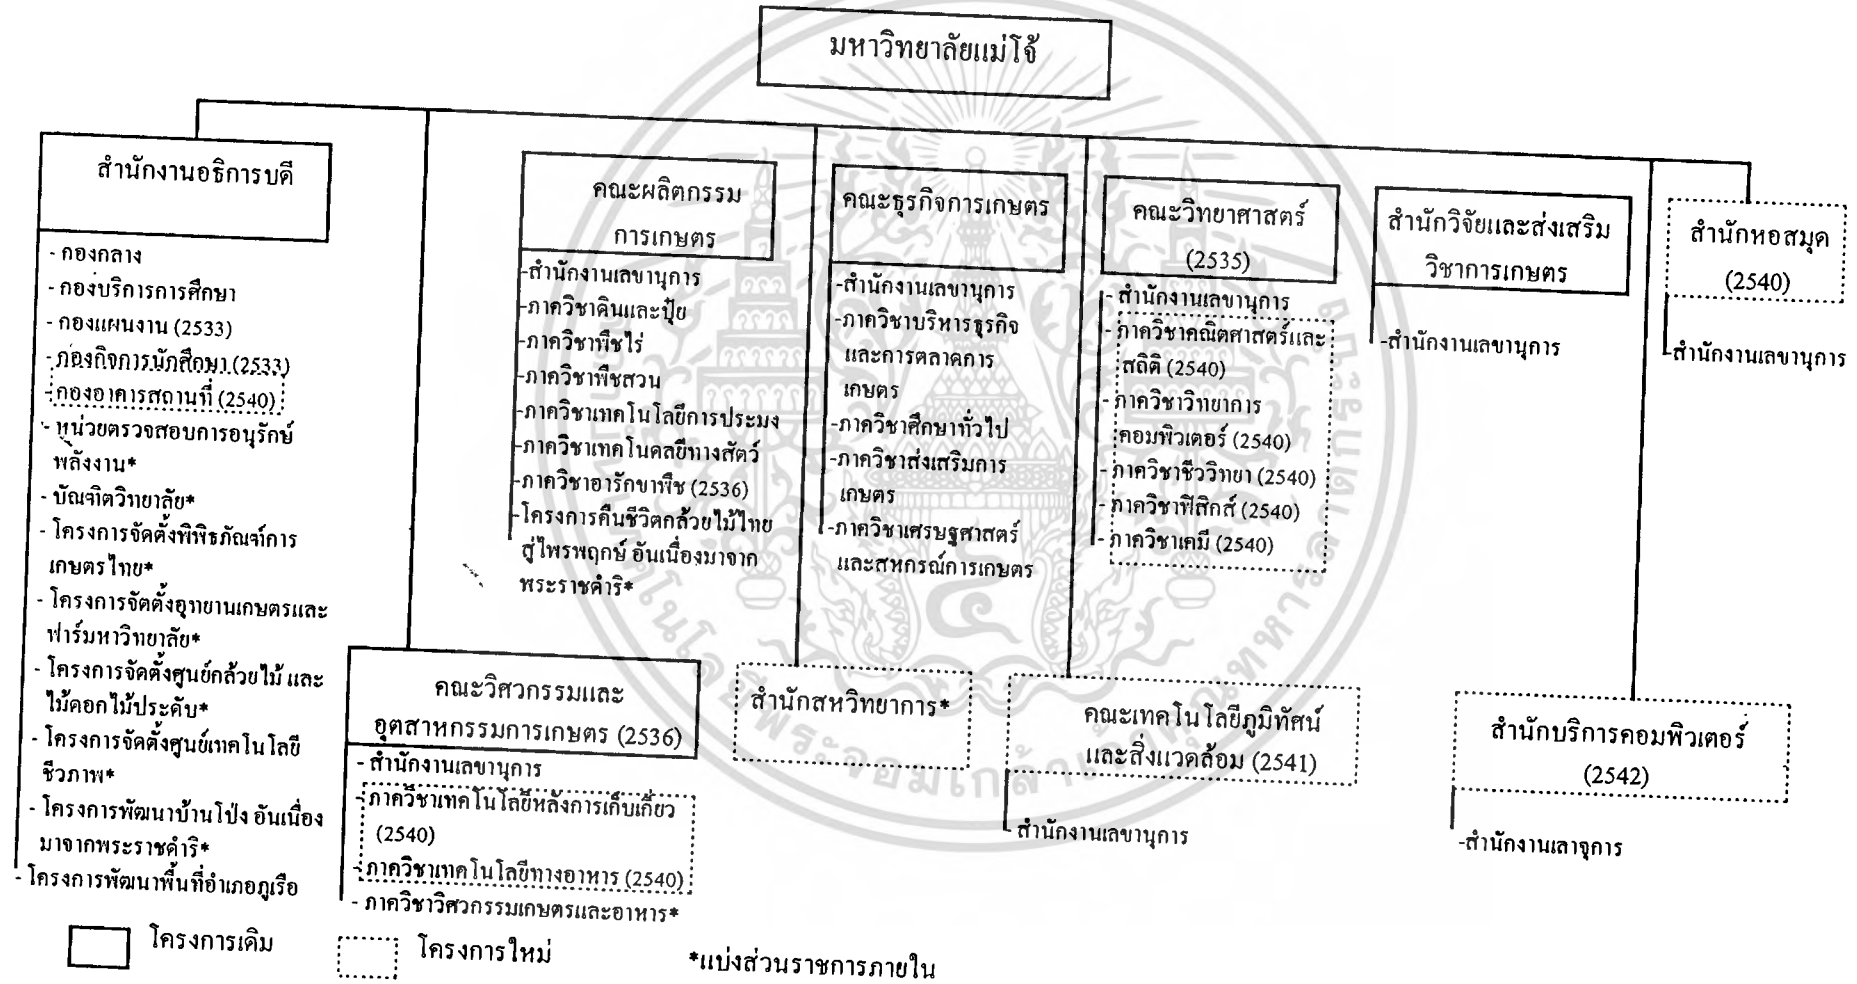 มหาวิทยาลัยแม่โจ้
สำนักงานอธิการบดี
- กองกลาง
- กองบริการการศึกษา
- กองแผนงาน (2533)
- กองกิจการนักศึกษา (2533)
- กองอาคารสถานที่ (2540)
- หน่วยตรวจสอบการอนุรักษ์
พลังงาน*
- บัณฑิตวิทยาลัย*
- โครงการจัดตั้งพิพิธภัณฑ์การ
เกษตรไทย*
- โครงการจัดตั้งอุทยานเกษตรและ
ฟาร์มหาวิทยาลัย*
- โครงการจัดตั้งศูนย์กล้วยไม้ และ
ไม้ดอกไม้ประดับ*
- โครงการจัดตั้งศูนย์เทคโนโลยี
ชีวภาพ*
- โครงการพัฒนาบ้านโป่ง อันเนื่อง
มาจากพระราชดำริ*
- โครงการพัฒนาพื้นที่อำเภอภูเรือ
คณะผลิตกรรม
การเกษตร
-สำนักงานเลขานุการ
-ภาควิชาดินและปุ๋ย
-ภาควิชาพืชไร่
-ภาควิชาพืชสวน
-ภาควิชาเทคโนโลยีการประมง
-ภาควิชาเทคโนคลยีทางสัตว์
-ภาควิชาอารักขาพืช (2536)
-โครงการคืนชีวิตกล้วยไม้ไทย
สู่ไพรพฤกษ์ อันเนื่องมาจาก
พระราชดำริ*
คณะธุรกิจการเกษตร
-สำนักงานเลขานุการ
-ภาควิชาบริหารธุรกิจ
และการตลาดการ
เกษตร
-ภาควิชาศึกษาทั่วไป
-ภาควิชาส่งเสริมการ
เกษตร
-ภาควิชาเศรษฐศาสตร์
และสหกรณ์การเกษตร
คณะวิทยาศาสตร์
(2535)
- สำนักงานเลขานุการ
- ภาควิชาคณิตศาสตร์และ
สถิติ (2540)
- ภาควิชาวิทยาการ
คอมพิวเตอร์ (2540)
- ภาควิชาชีววิทยา (2540)
- ภาควิชาฟิสิกส์ (2540)
- ภาควิชาเคมี (2540)
สำนักวิจัยและส่งเสริม
วิชาการเกษตร
-สำนักงานเลขานุการ
สำนักหอสมุด
(2540)
-สำนักงานเลขานุการ
คณะวิศวกรรมและ
อุตสาหกรรมการเกษตร (2536)
- สำนักงานเลขานุการ
- ภาควิชาเทคโนโลยีหลังการเก็บเกี่ยว
(2540)
- ภาควิชาเทคโนโลยีทางอาหาร (2540)
- ภาควิชาวิศวกรรมเกษตรและอาหาร*
สำนักสหวิทยาการ*
คณะเทคโนโลยีภูมิทัศน์
และสิ่งแวดล้อม (2541)
- สำนักงานเลขานุการ
สำนักบริการคอมพิวเตอร์
(2542)
-สำนักงานเลาจุการ
โครงการเดิม
โครงการใหม่
*แบ่งส่วนราชการภายใน